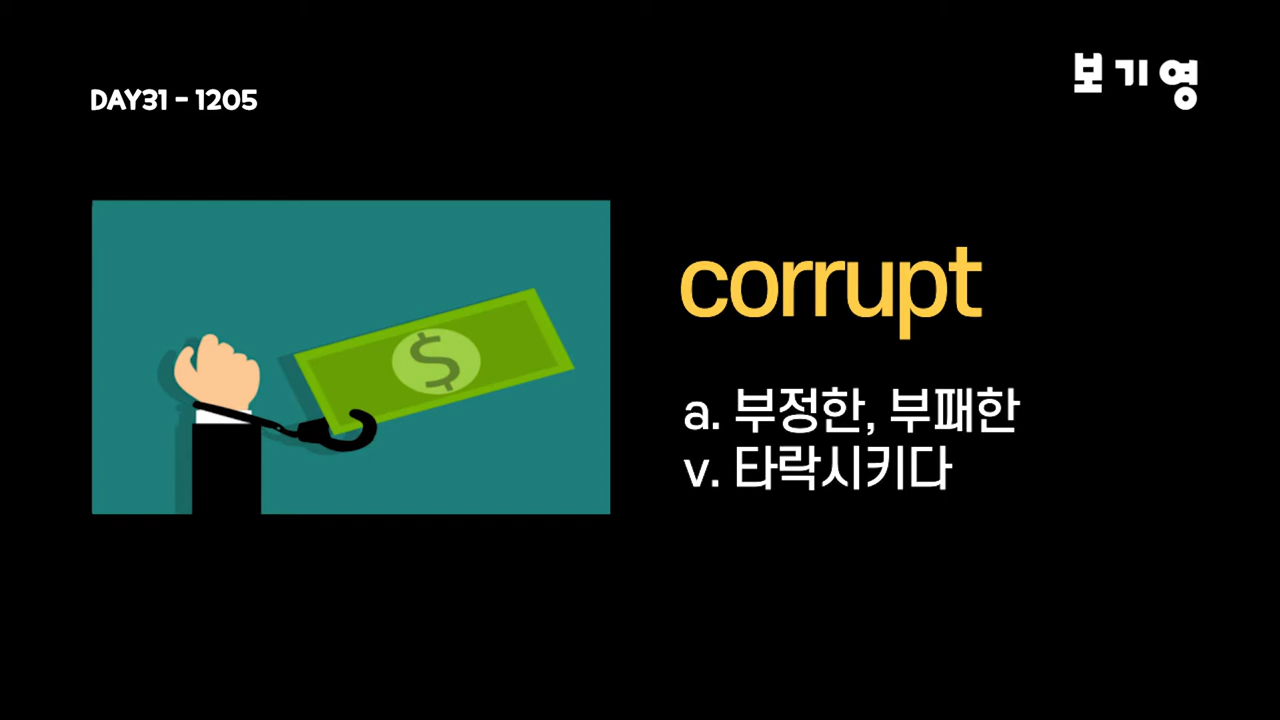 DAY31 - 1205
보기영
$
corrupt
a. 부정한, 부패한
v. 타락시키다